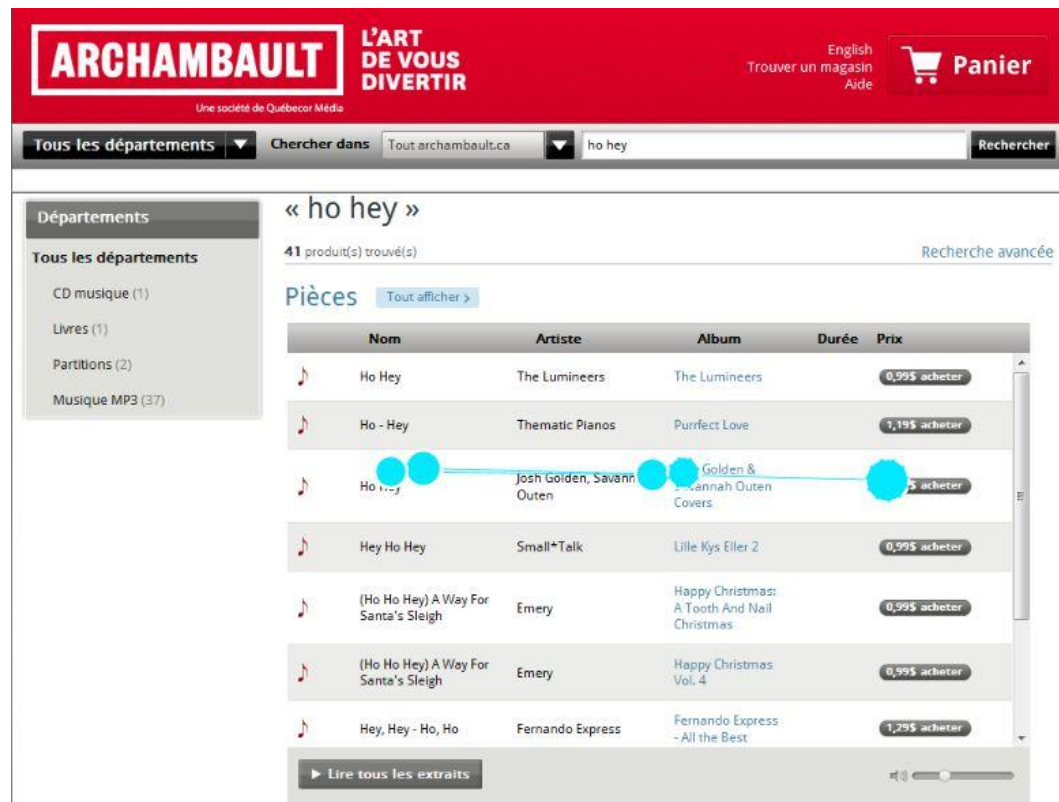 ARCHAMBAULT
L'ART
DE VOUS
DIVERTIR
Une société de Québecor Média
English
Trouver un magasin
Aide
Panier
Tous les départements Chercher dans Tout archambault.ca ho hey Rechercher
Départements
Tous les départements
CD musique (1)
Livres (1)
Partitions (2)
Musique MP3 (37)
« ho hey »
41 produit(s) trouvé(s) Recherche avancée
Pièces Tout afficher >
Nom Artiste Album Durée Prix
Ho Hey The Lumineers The Lumineers 0,99$ acheter
Ho - Hey Thematic Pianos Purrfect Love 1,19$ acheter
Golden &
Josh Golden, Outen
Ho Outen $ acheter
Covers
Hey Ho Hey Small*Talk Lille Kys Eller 2 0,99$ acheter
(Ho Ho Hey) A Way For
Santa's Sleigh Emery Happy Christmas:
A Tooth And Nail
Christmas 0,99$ acheter
(Ho Ho Hey) A Way For
Santa's Sleigh Emery Happy Christmas
Vol. 4 0,99$ acheter
Hey, Hey - Ho, Ho Fernando Express Fernando Express
- All the Best 1,29$ acheter
Lire tous les extraits